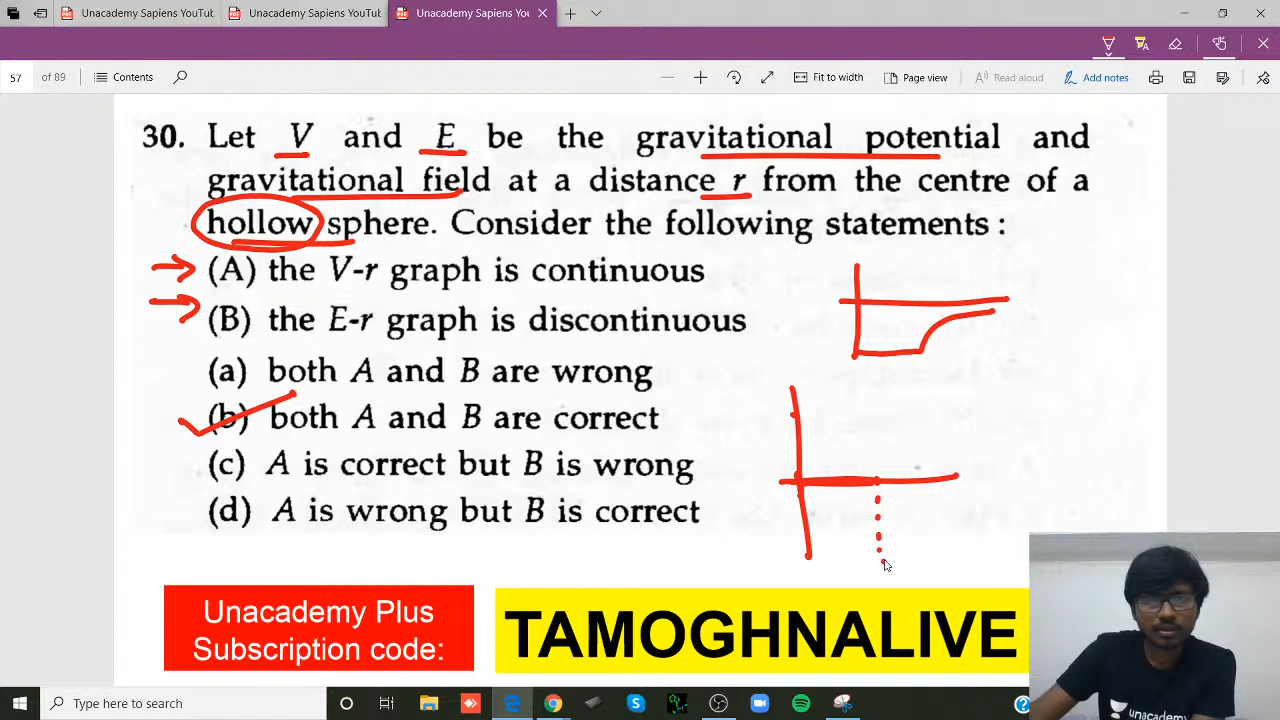 Unacademy Sapiens YouTu
Unacademy Sapiens YouTu
Unacademy Sapiens YouTu
57 of 89 Contents Fit to width Page view Read aloud Add notes
30. Let V and E be the gravitational potential and
gravitational field at a distance r from the centre of a
hollow sphere. Consider the following statements :
(A) the V-r graph is continuous
(B) the E-r graph is discontinuous
(a) both A and B are wrong
(b) both A and B are correct
(c) A is correct but B is wrong
(d) A is wrong but B is correct
Unacademy Plus
Subscription code:
TAMOGHNALIVE
unacademy
Type here to search